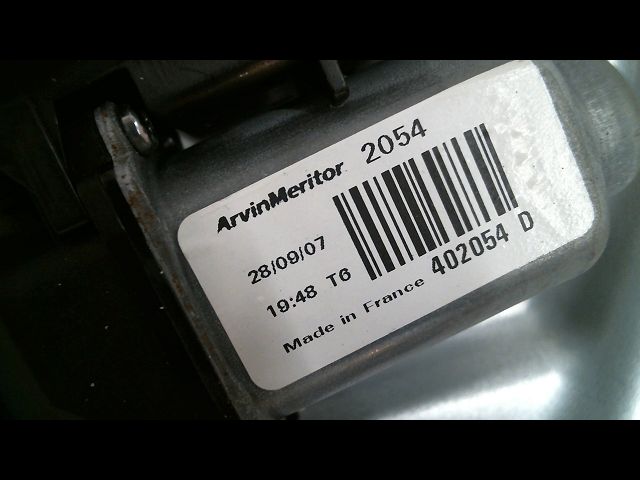 ArvinMeritor 2054
28/09/07
19:48 T6
Made in France 402054 D